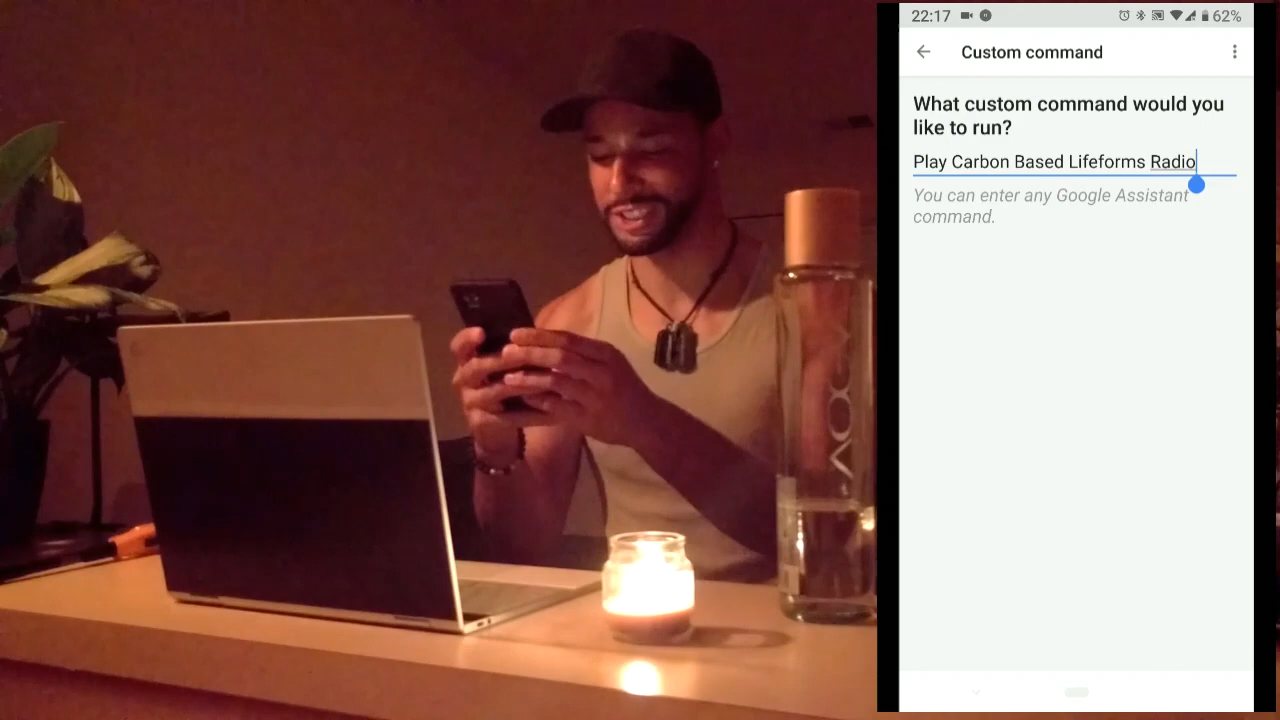 22:17
62%
Custom command
What custom command would you
like to run?
Play Carbon Based Lifeforms Radio
You can enter any Google Assistant
command.
VOSS